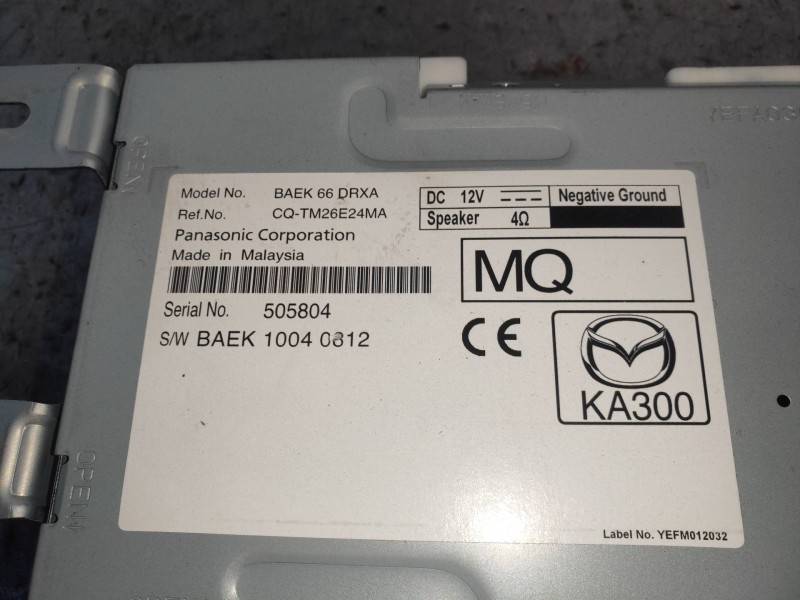 OPEN
Model No. BAEK 66 DRXA
Ref.No. CQ-TM26E24MA
Panasonic Corporation
Made in Malaysia
DC 12V Negative Ground
Speaker 4Ω
MQ
Serial No. 505804
S/W BAEK 1004 0812
CE
KA300
OPEN
Label No. YEFM012032